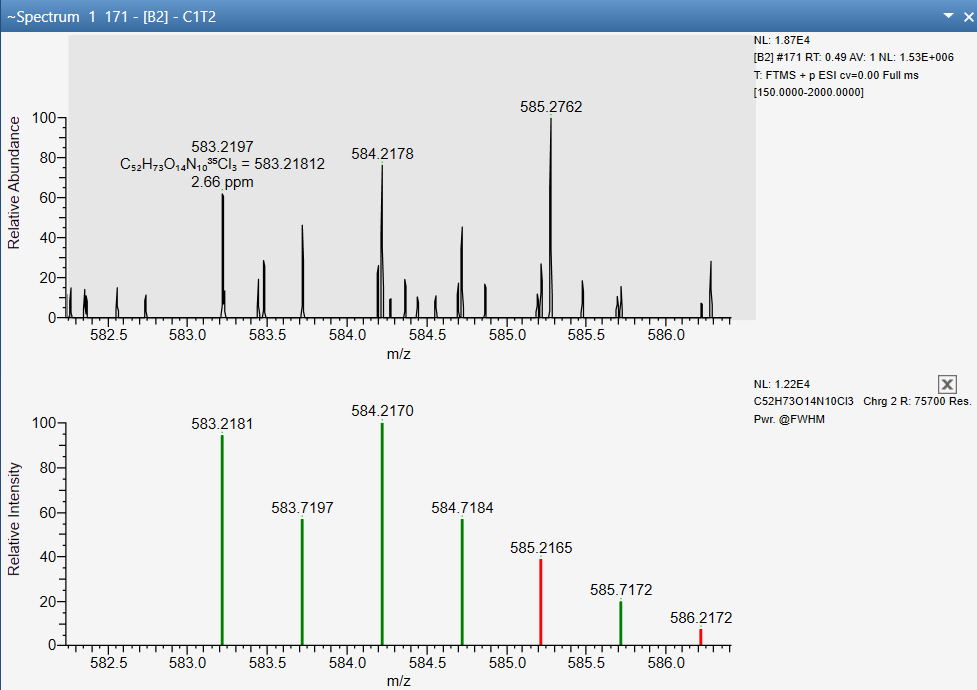 ~Spectrum 1 171 - [B2] - C1T2
NL: 1.87E4
[B2] #171 RT: 0.49 AV: 1 NL: 1.53E+006
T: FTMS + p ESI cv=0.00 Full ms
[150.0000-2000.0000]
585.2762
583.2197
C₅₂H₇₃O₁₄N₁₀³⁵Cl₃ = 583.21812
2.66 ppm
584.2178
Relative Abundance
100
80
60
40
20
0
582.5 583.0 583.5 584.0 584.5 585.0 585.5 586.0
m/z
NL: 1.22E4
C52H73O14N10Cl3 Chrg 2 R: 75700 Res.
Pwr. @FWHM
584.2170
583.2181
583.7197
584.7184
585.2165
585.7172
586.2172
Relative Intensity
100
80
60
40
20
0
582.5 583.0 583.5 584.0 584.5 585.0 585.5 586.0
m/z